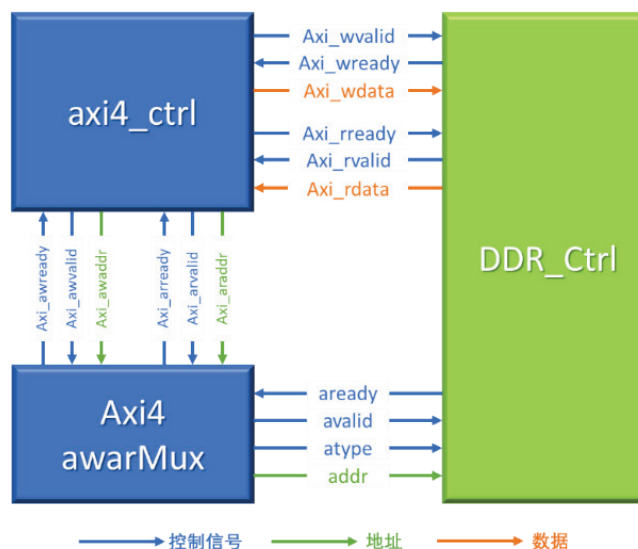 axi4_ctrl
Axi_wvalid
Axi_wready
Axi_wdata
Axi_rready
Axi_rvalid
Axi_rdata
DDR_Ctrl
Axi_awready
Axi_awvalid
Axi_awaddr
Axi_arready
Axi_arvalid
Axi_araddr
Axi4
awarMux
aready
avalid
atype
addr
控制信号
地址
数据